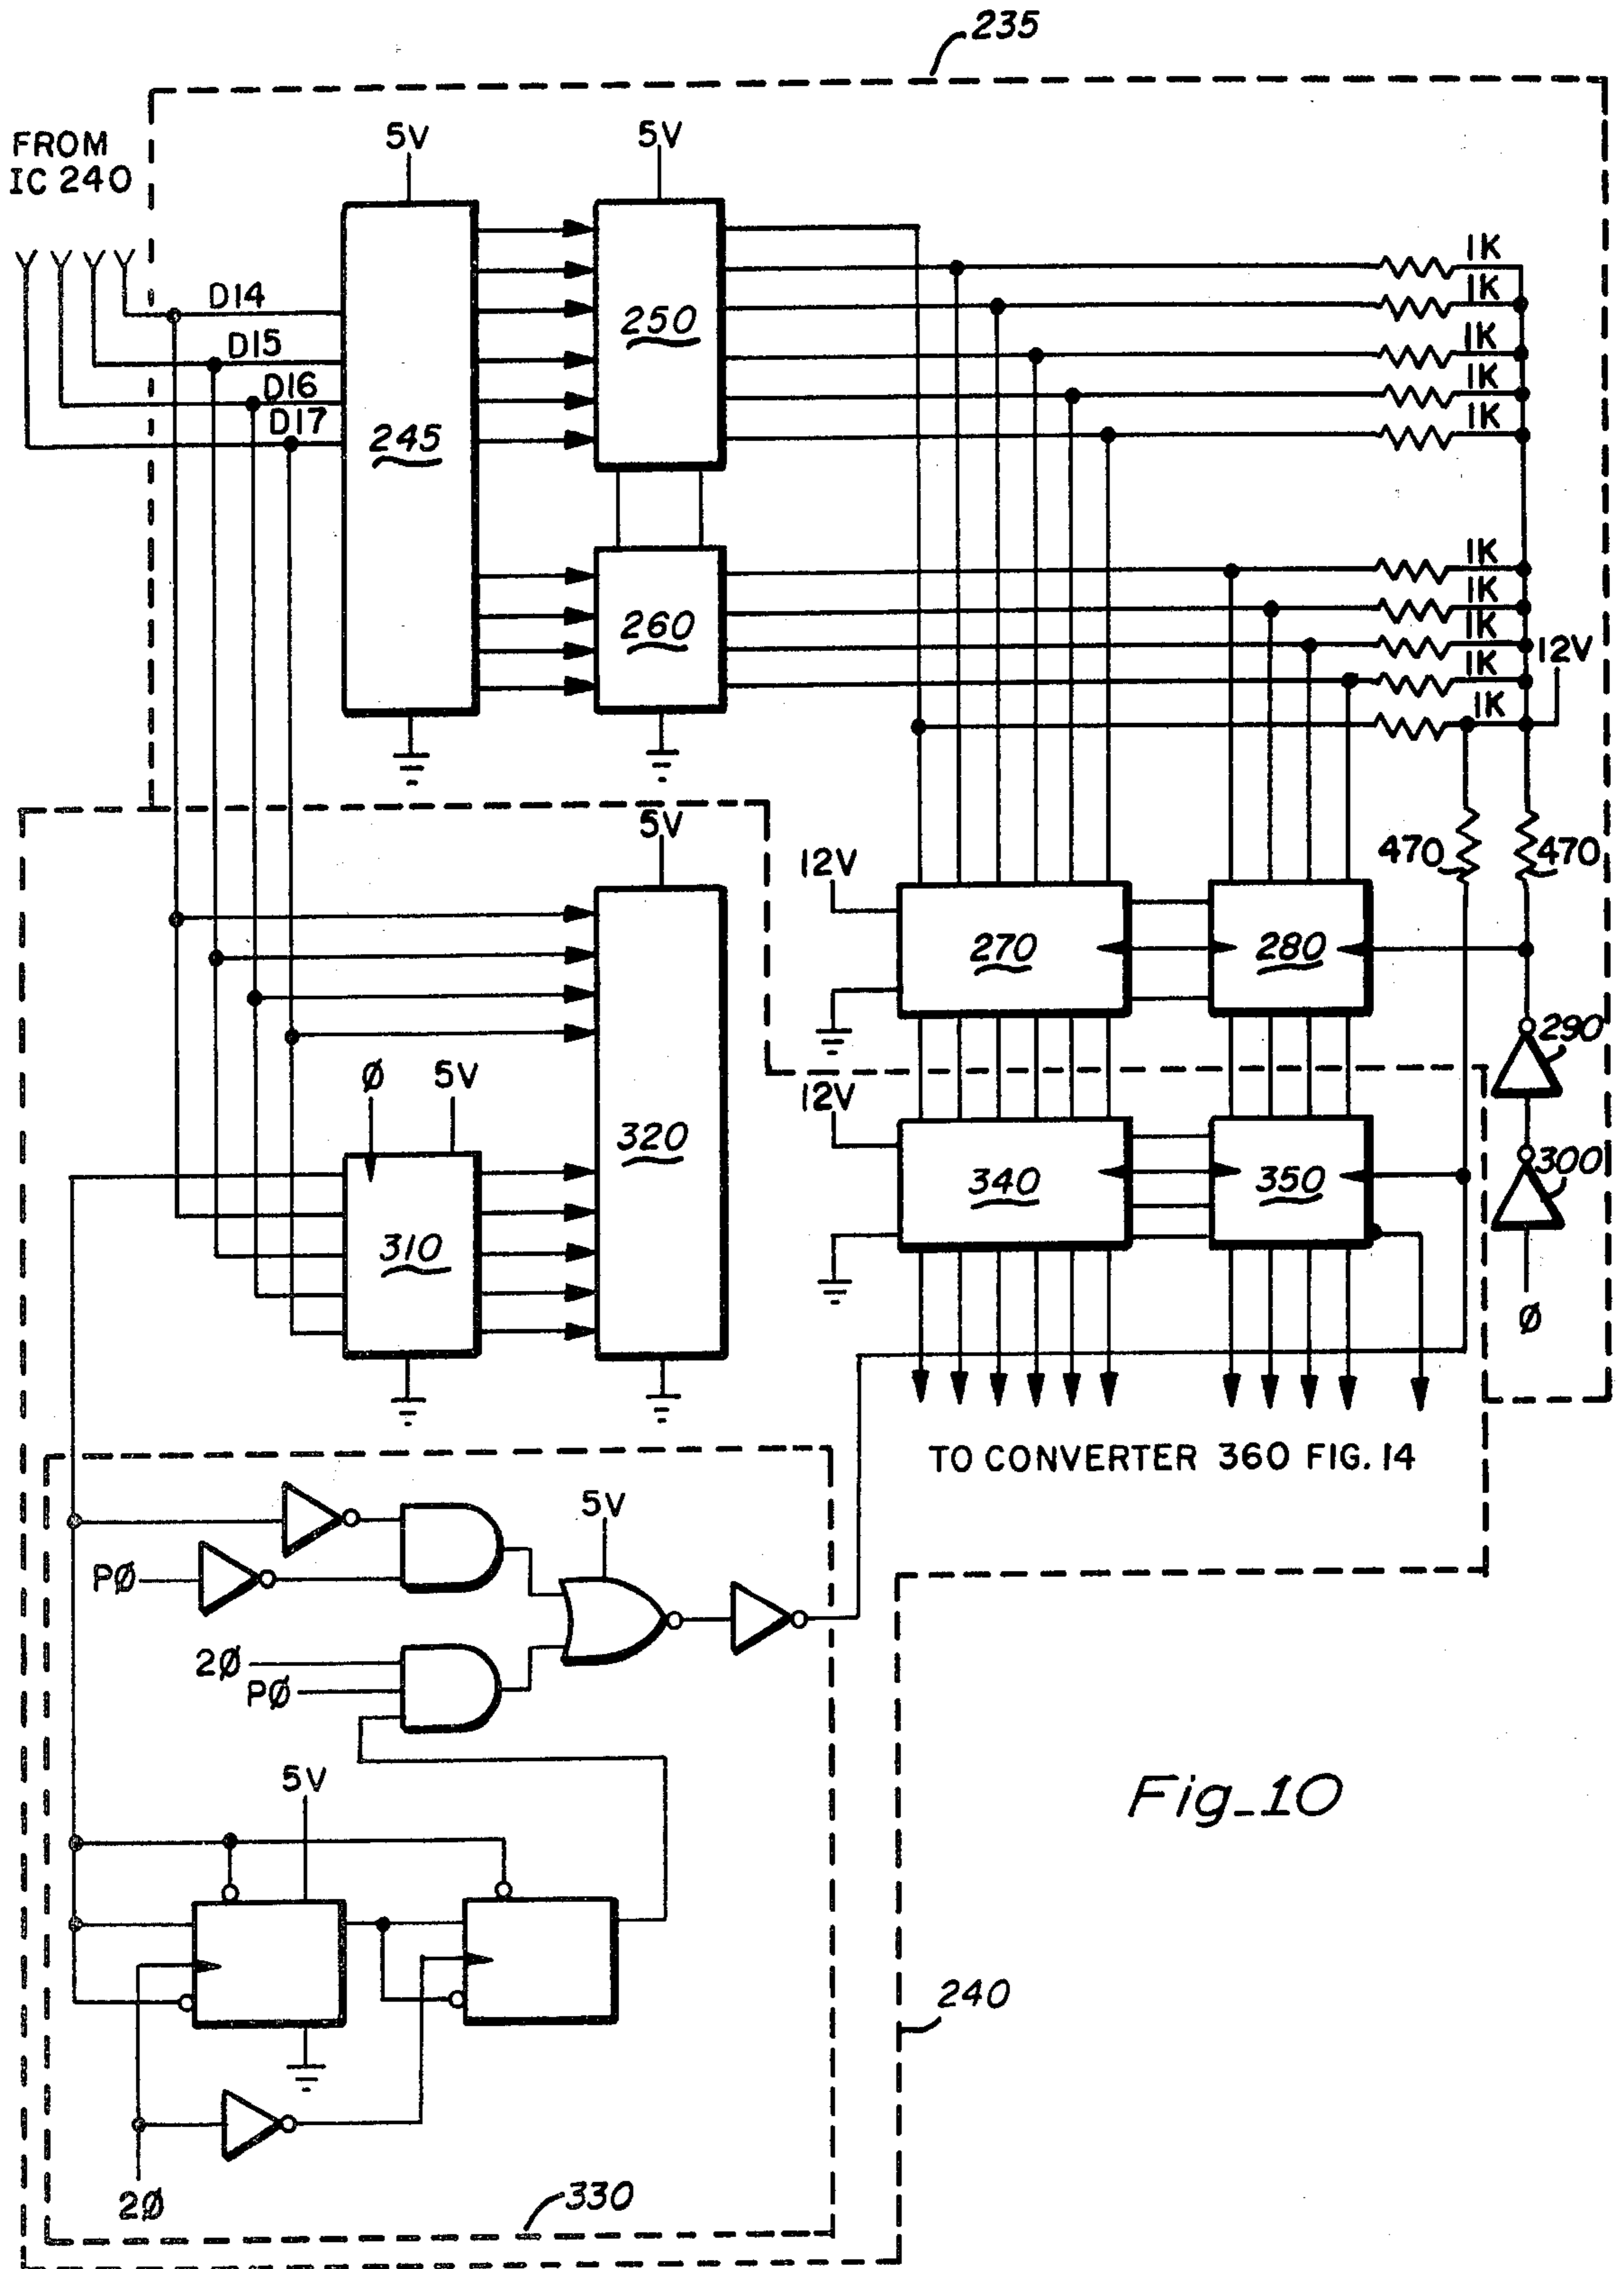 235
FROM
IC 240
5V
5V
D14
D15
D16
D17
245
250
260
1K
1K
1K
1K
1K
1K
1K
1K
1K
1K
12V
470
470
5V
12V
270
280
290
Ø
5V
12V
320
340
350
300
310
Ø
TO CONVERTER 360 FIG. 14
5V
PØ
2Ø
PØ
5V
Fig_10
240
2Ø
330